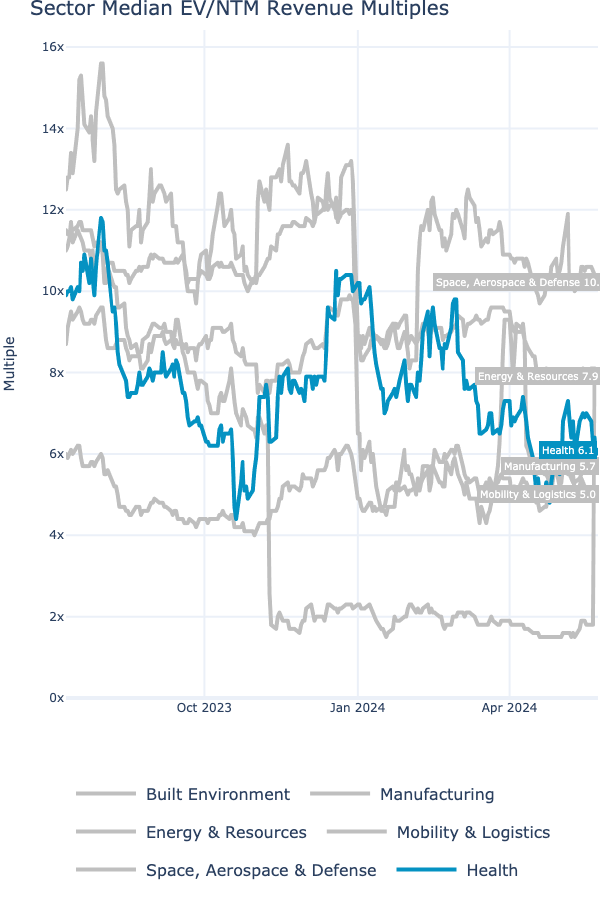 Sector Median EV/NTM Revenue Multiples
Multiple
16x
14x
12x
10x
8x
6x
4x
2x
0x
Space, Aerospace & Defense 10.
Energy & Resources 7.9
Health 6.1
Manufacturing 5.7
Mobility & Logistics 5.0
Oct 2023
Jan 2024
Apr 2024
Built Environment
Manufacturing
Energy & Resources
Mobility & Logistics
Space, Aerospace & Defense
Health